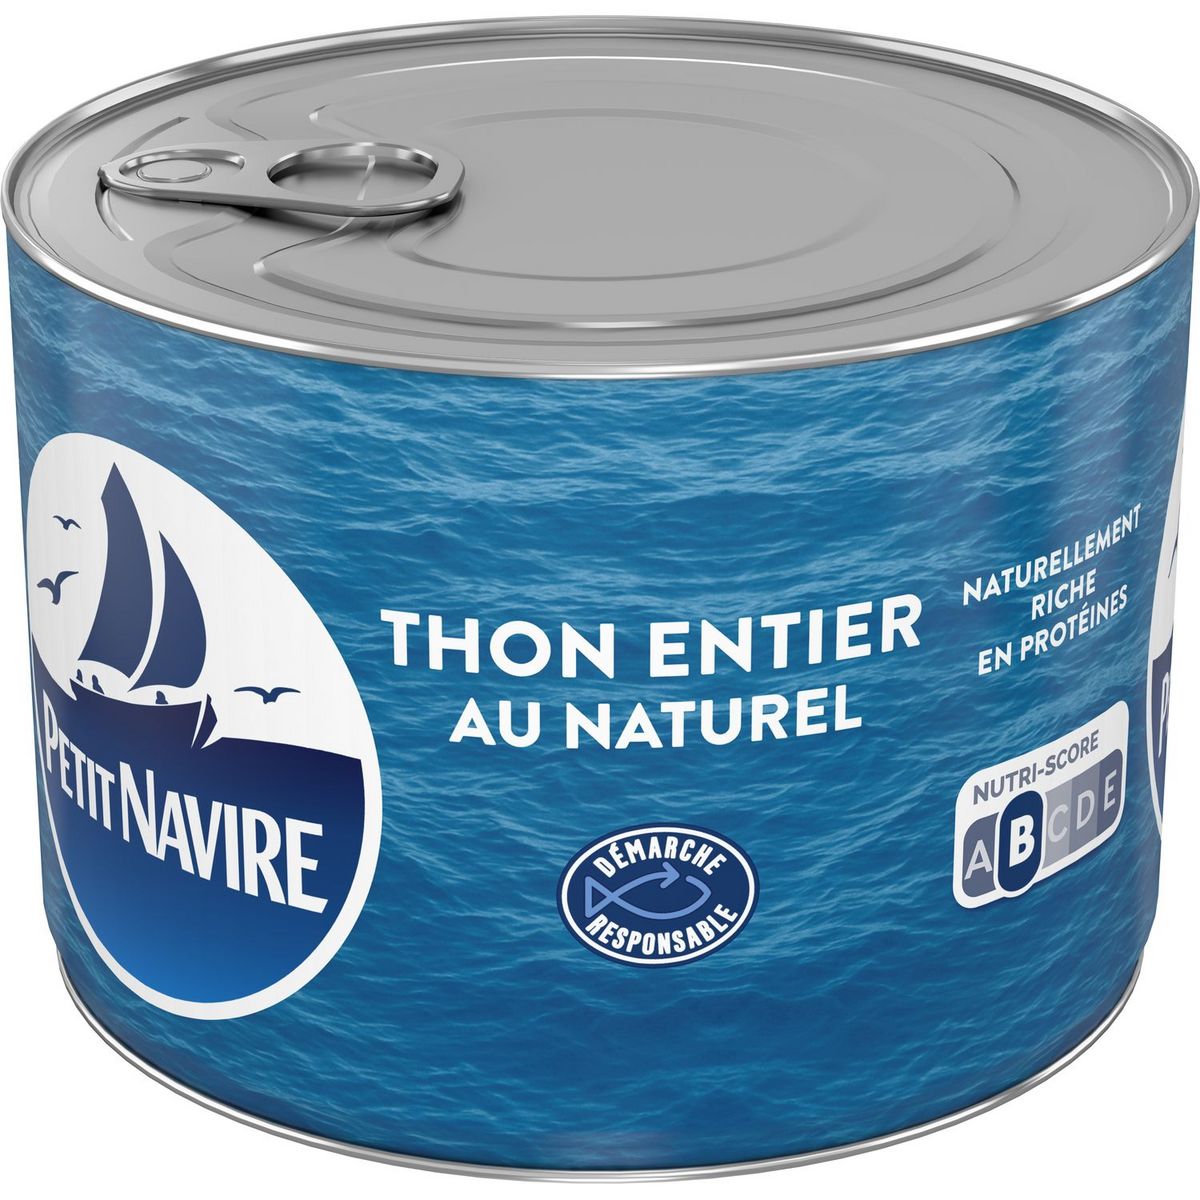 THON ENTIER
AU NATUREL
NATURELLEMENT
RICHE
EN PROTÉINES
PETIT NAVIRE
NUTRI-SCORE
A B C D E
DÉMARCHE
RESPONSABLE